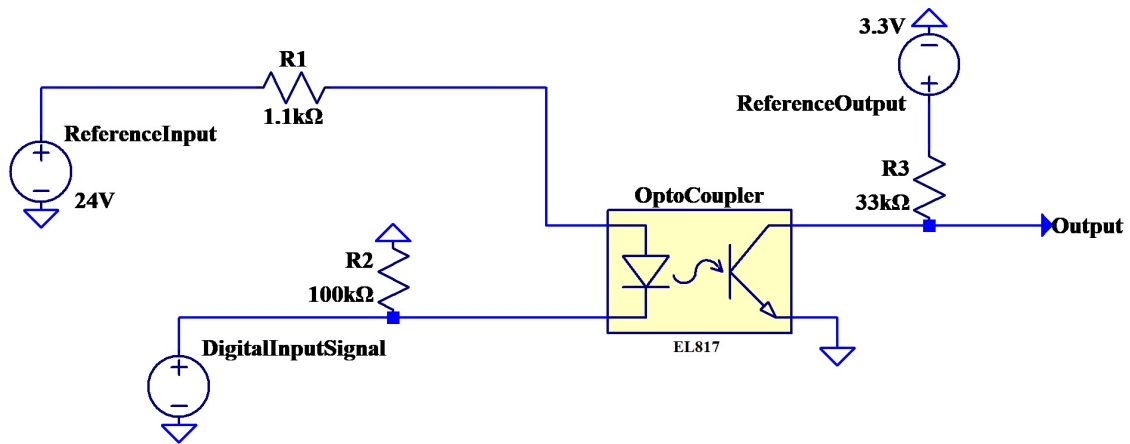 3.3V
R1
1.1kΩ
ReferenceOutput
ReferenceInput
24V
R3
33kΩ
OptoCoupler
Output
R2
100kΩ
DigitalInputSignal
EL817